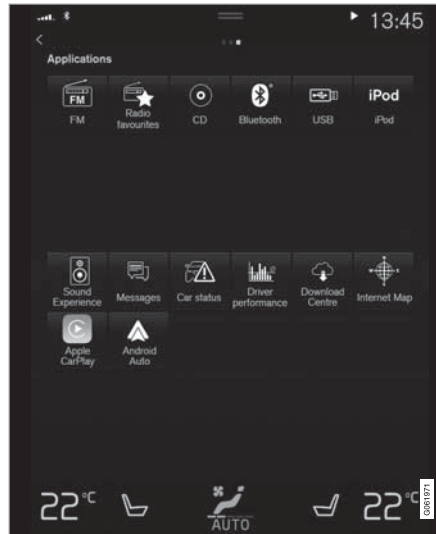 13:45
Applications
FM
iPod
FM
Radio
favourites
CD
Bluetooth
USB
iPod
Sound
Experience
Messages
Car status
Driver
performance
Download
Centre
Internet Map
Apple
CarPlay
Android
Auto
22°C
AUTO
22°C
G061971